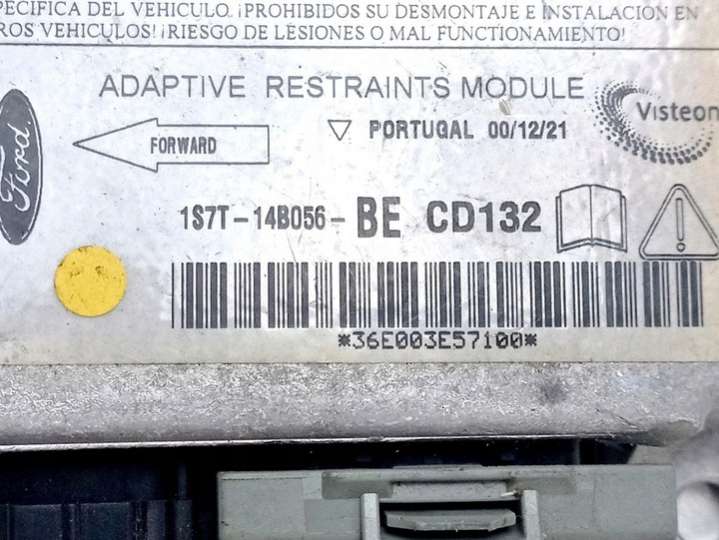 PECIFICA DEL VEHICULO. ¡PROHIBIDOS SU DESMONTAJE E INSTALACION EN
ROS VEHICULOS! ¡RIESGO DE LESIONES O MAL FUNCIONAMIENTO!
ADAPTIVE RESTRAINTS MODULE
Visteon
Ford
FORWARD
PORTUGAL 00/12/21
1S7T-14B056-BE CD132
*36E003E57100*